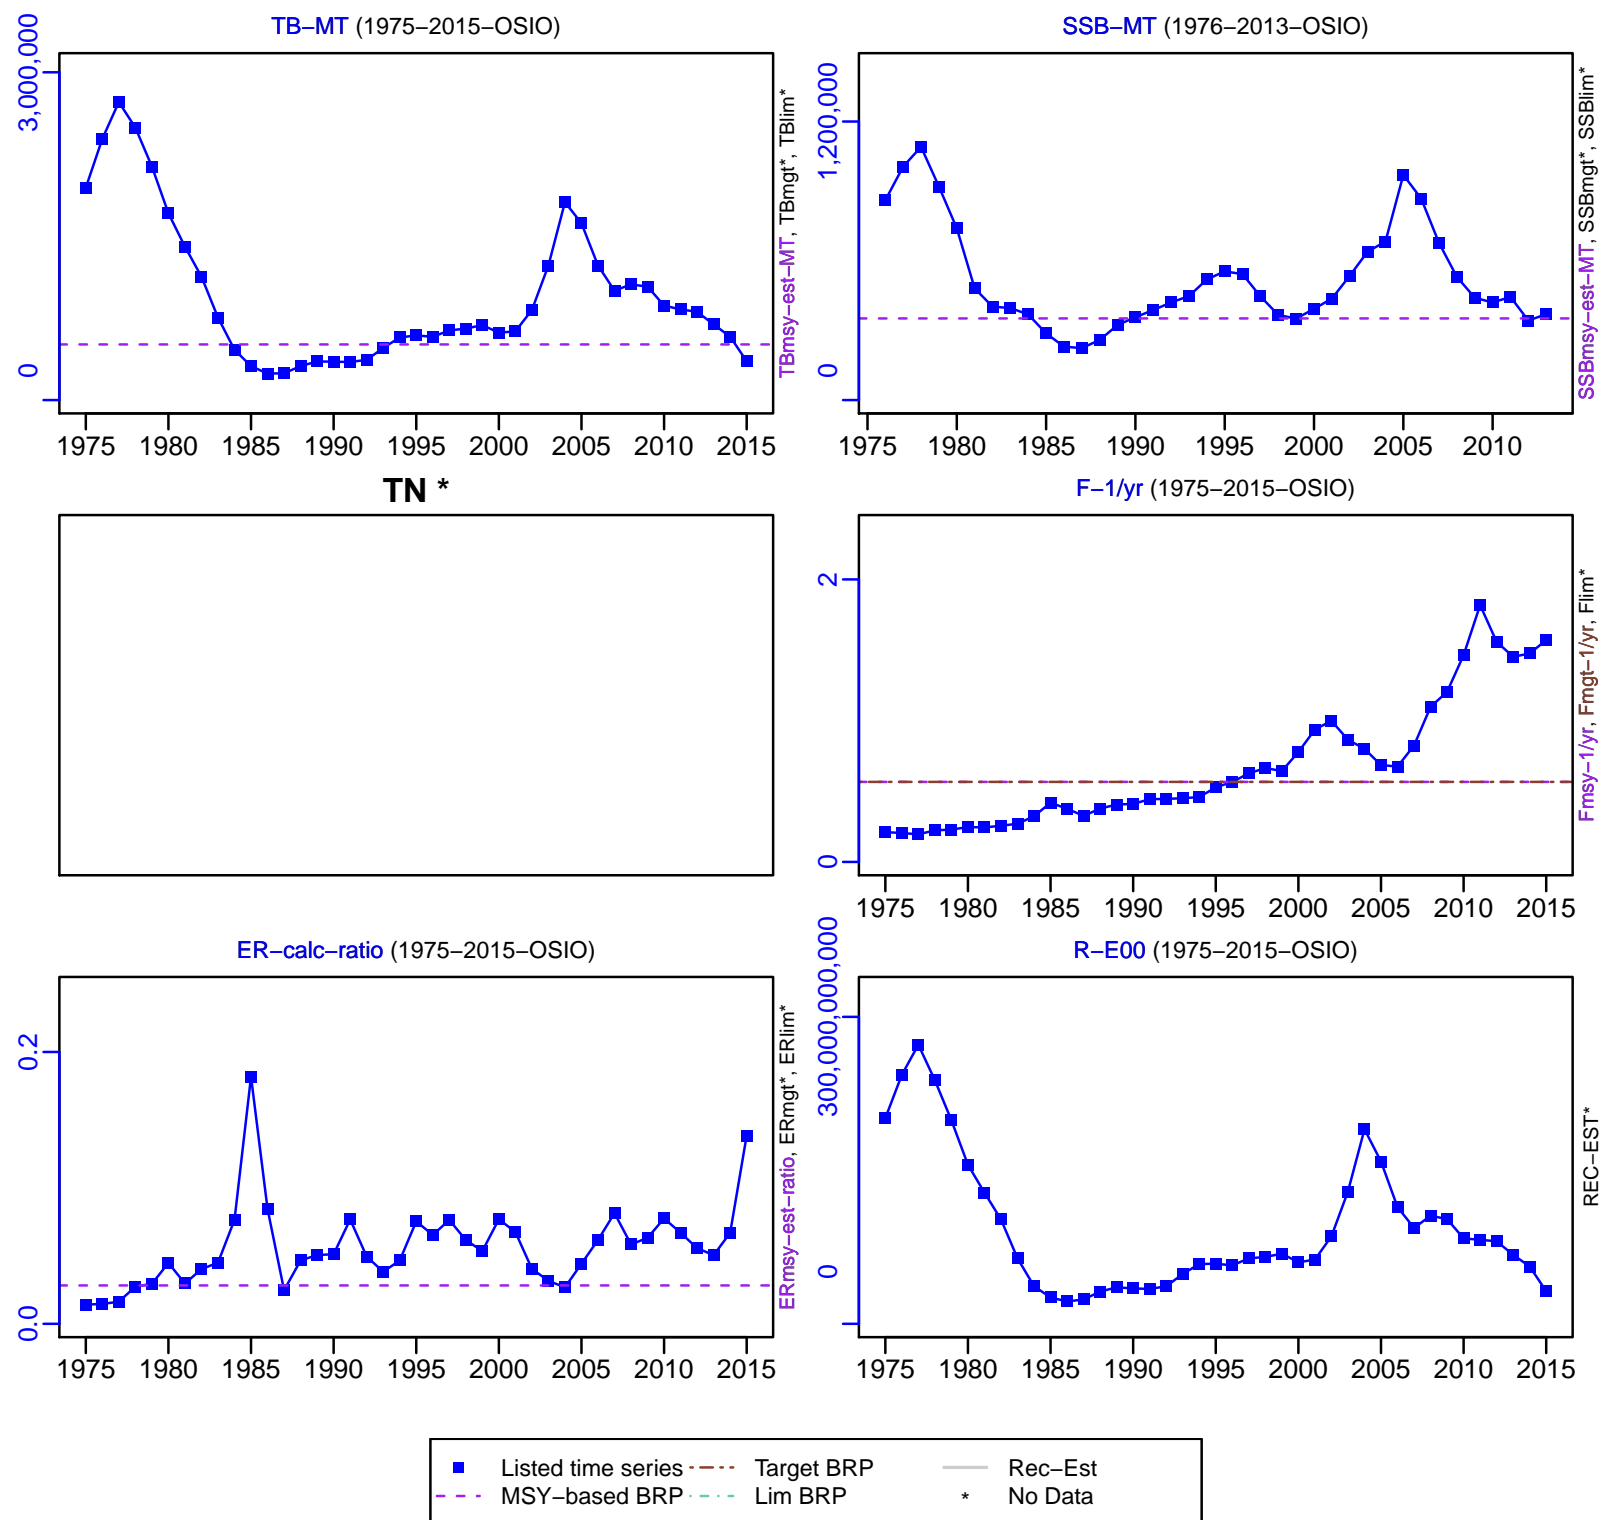 TB−MT (1975−2015−OSIO)
3,000,000
0
1975 1980 1985 1990 1995 2000 2005 2010 2015
TBmsy−est−MT, TBmgt*, TBlim*
SSB−MT (1976−2013−OSIO)
1,200,000
0
1975 1980 1985 1990 1995 2000 2005 2010
SSBmsy−est−MT, SSBmgt*, SSBlim*
TN *
F−1/yr (1975−2015−OSIO)
2
0
1975 1980 1985 1990 1995 2000 2005 2010 2015
Fmsy−1/yr, Fmgt−1/yr, Flim*
ER−calc−ratio (1975−2015−OSIO)
0.2
0.0
1975 1980 1985 1990 1995 2000 2005 2010 2015
ERmsy−est−ratio, ERmgt*, ERlim*
R−E00 (1975−2015−OSIO)
300,000,000,000
0
1975 1980 1985 1990 1995 2000 2005 2010 2015
REC−EST*
Listed time series Target BRP Rec−Est
MSY−based BRP Lim BRP * No Data